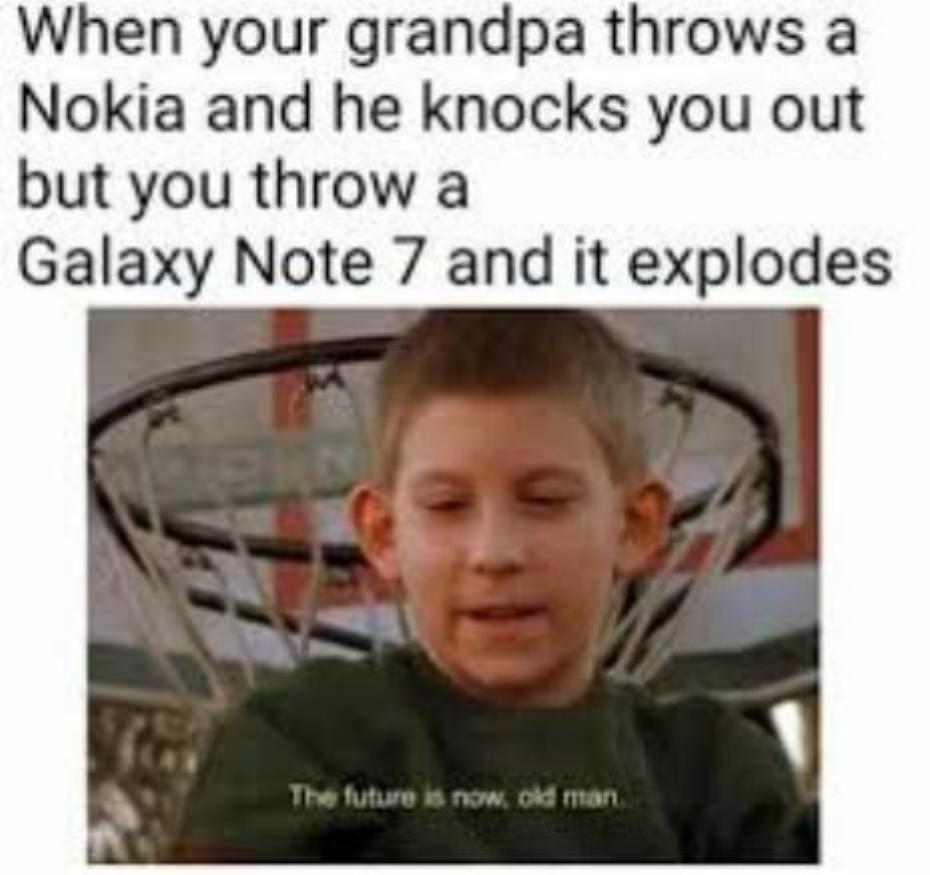 When your grandpa throws a
Nokia and he knocks you out
but you throw a
Galaxy Note 7 and it explodes
The future is now, old man.